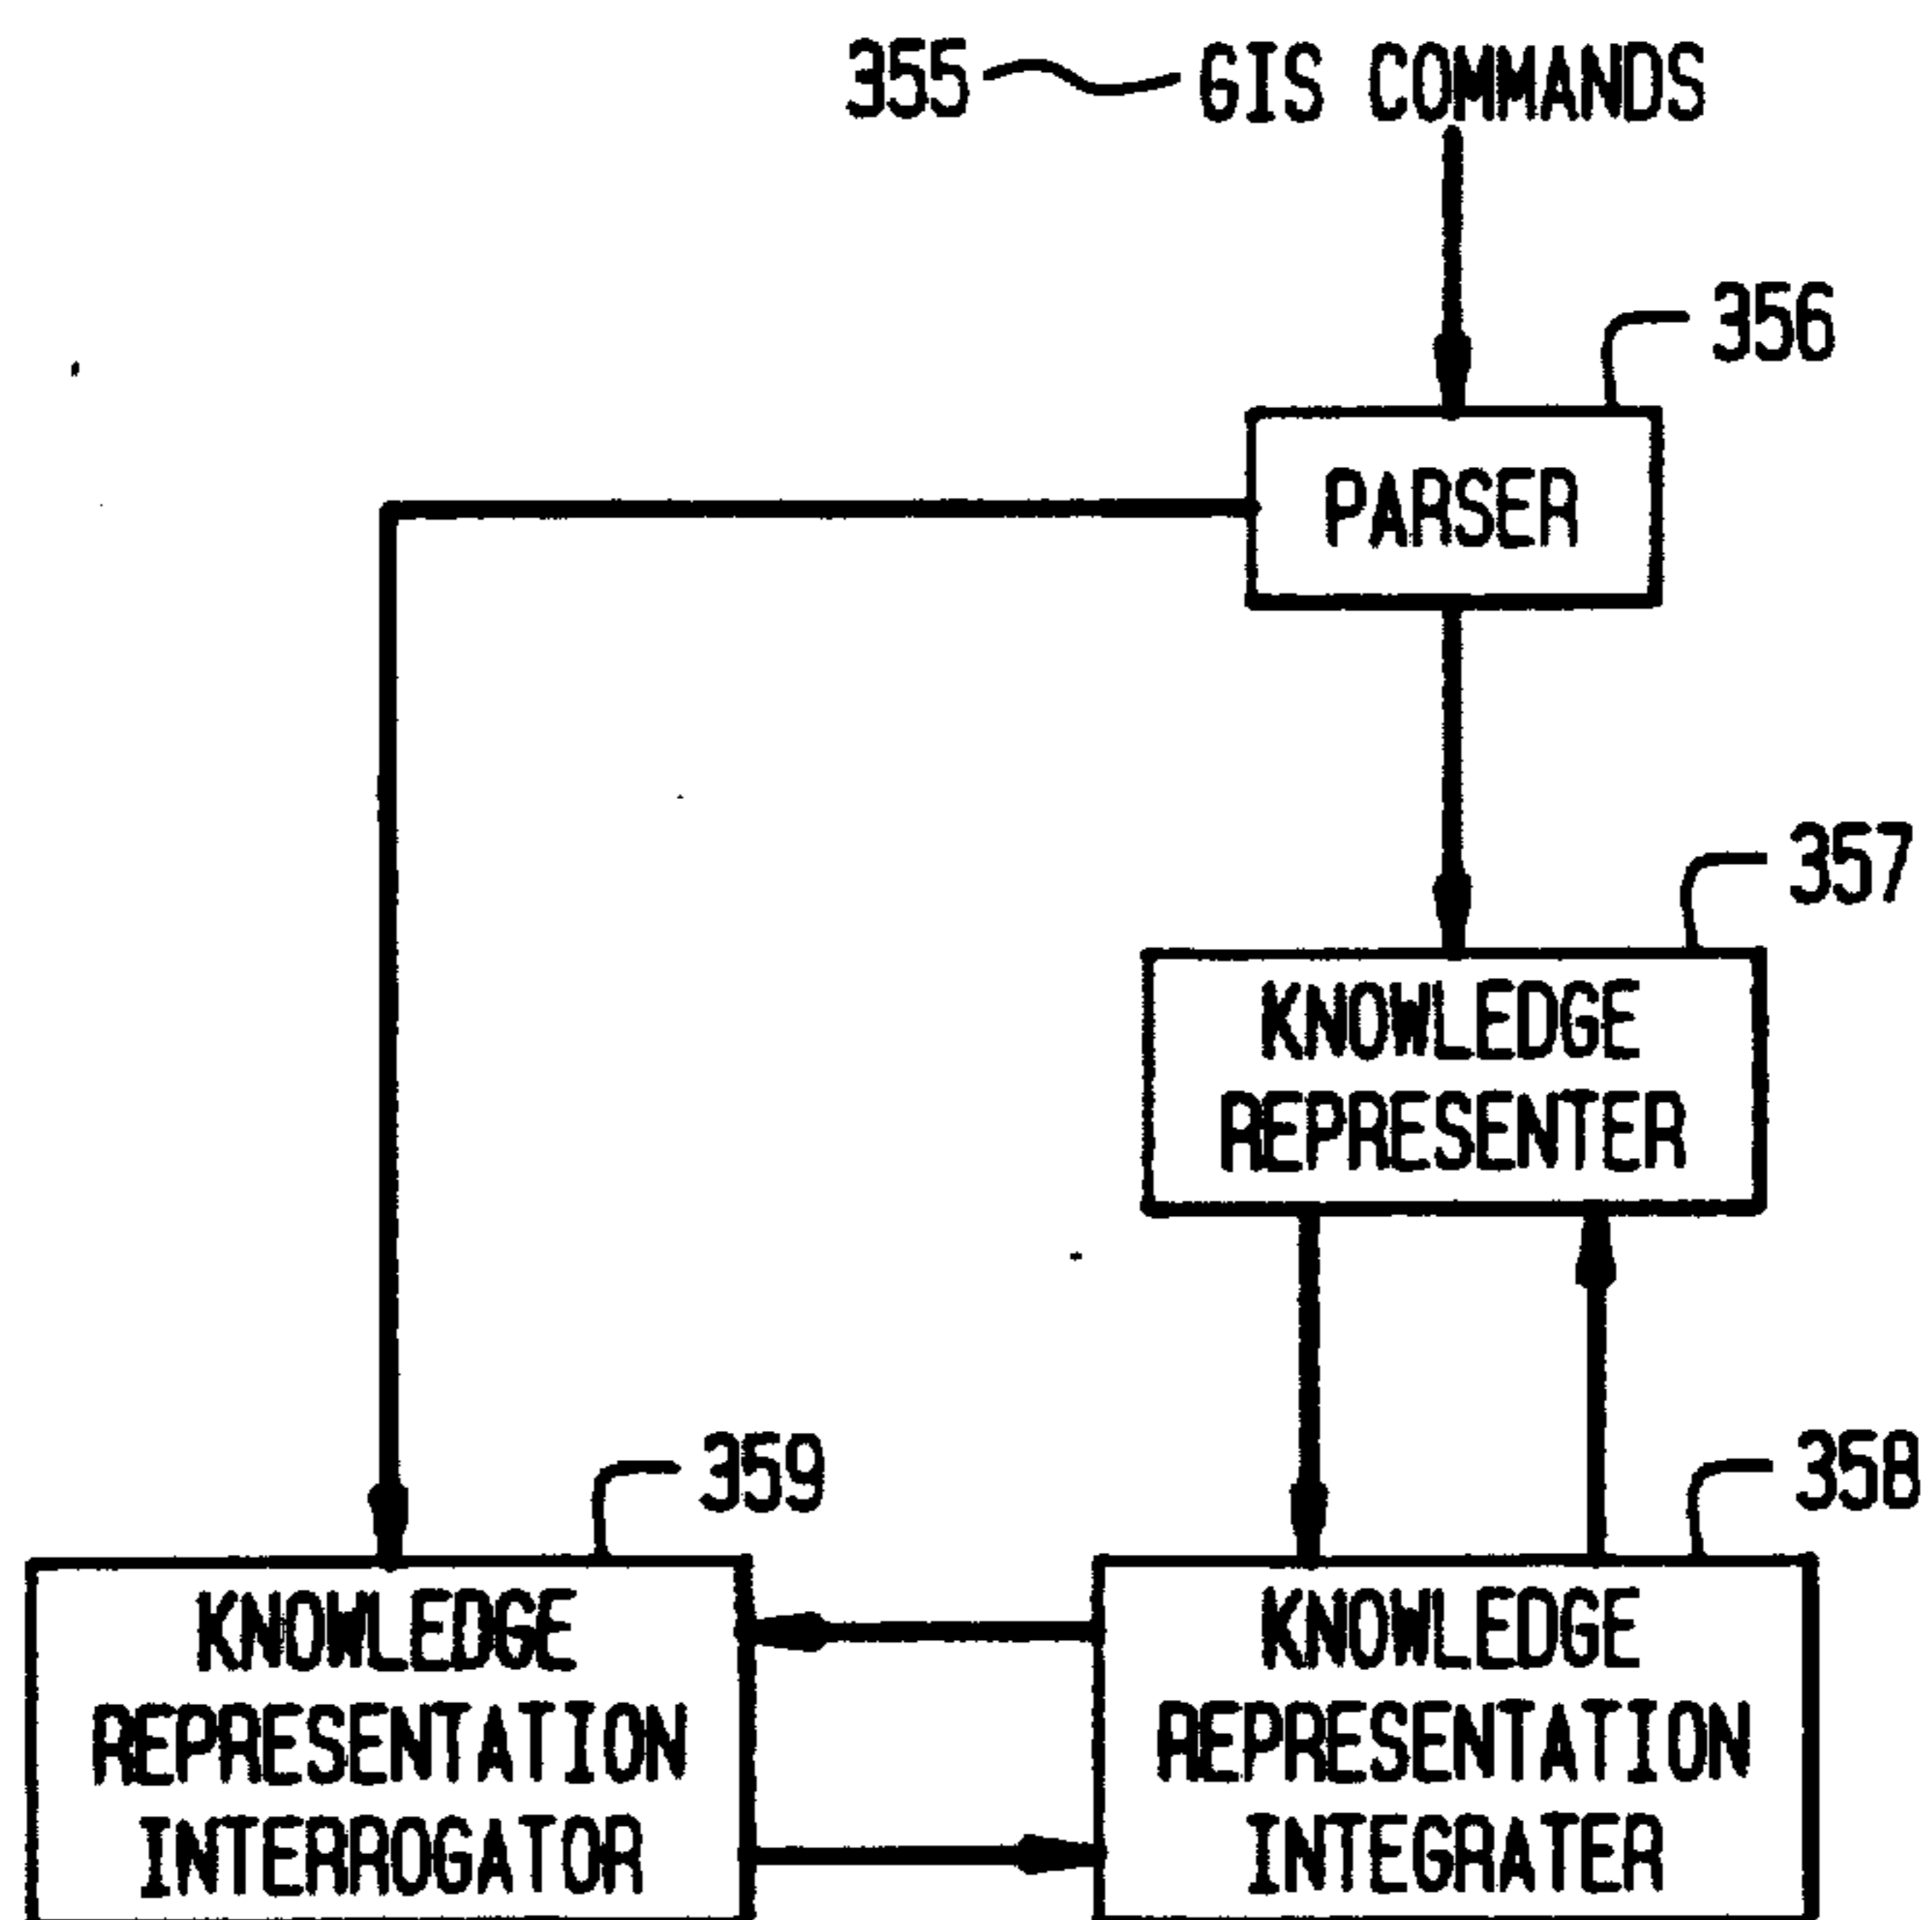 355 GIS COMMANDS
356
PARSER
357
KNOWLEDGE
REPRESENTER
359
358
KNOWLEDGE
REPRESENTATION
INTERROGATOR
KNOWLEDGE
REPRESENTATION
INTEGRATER